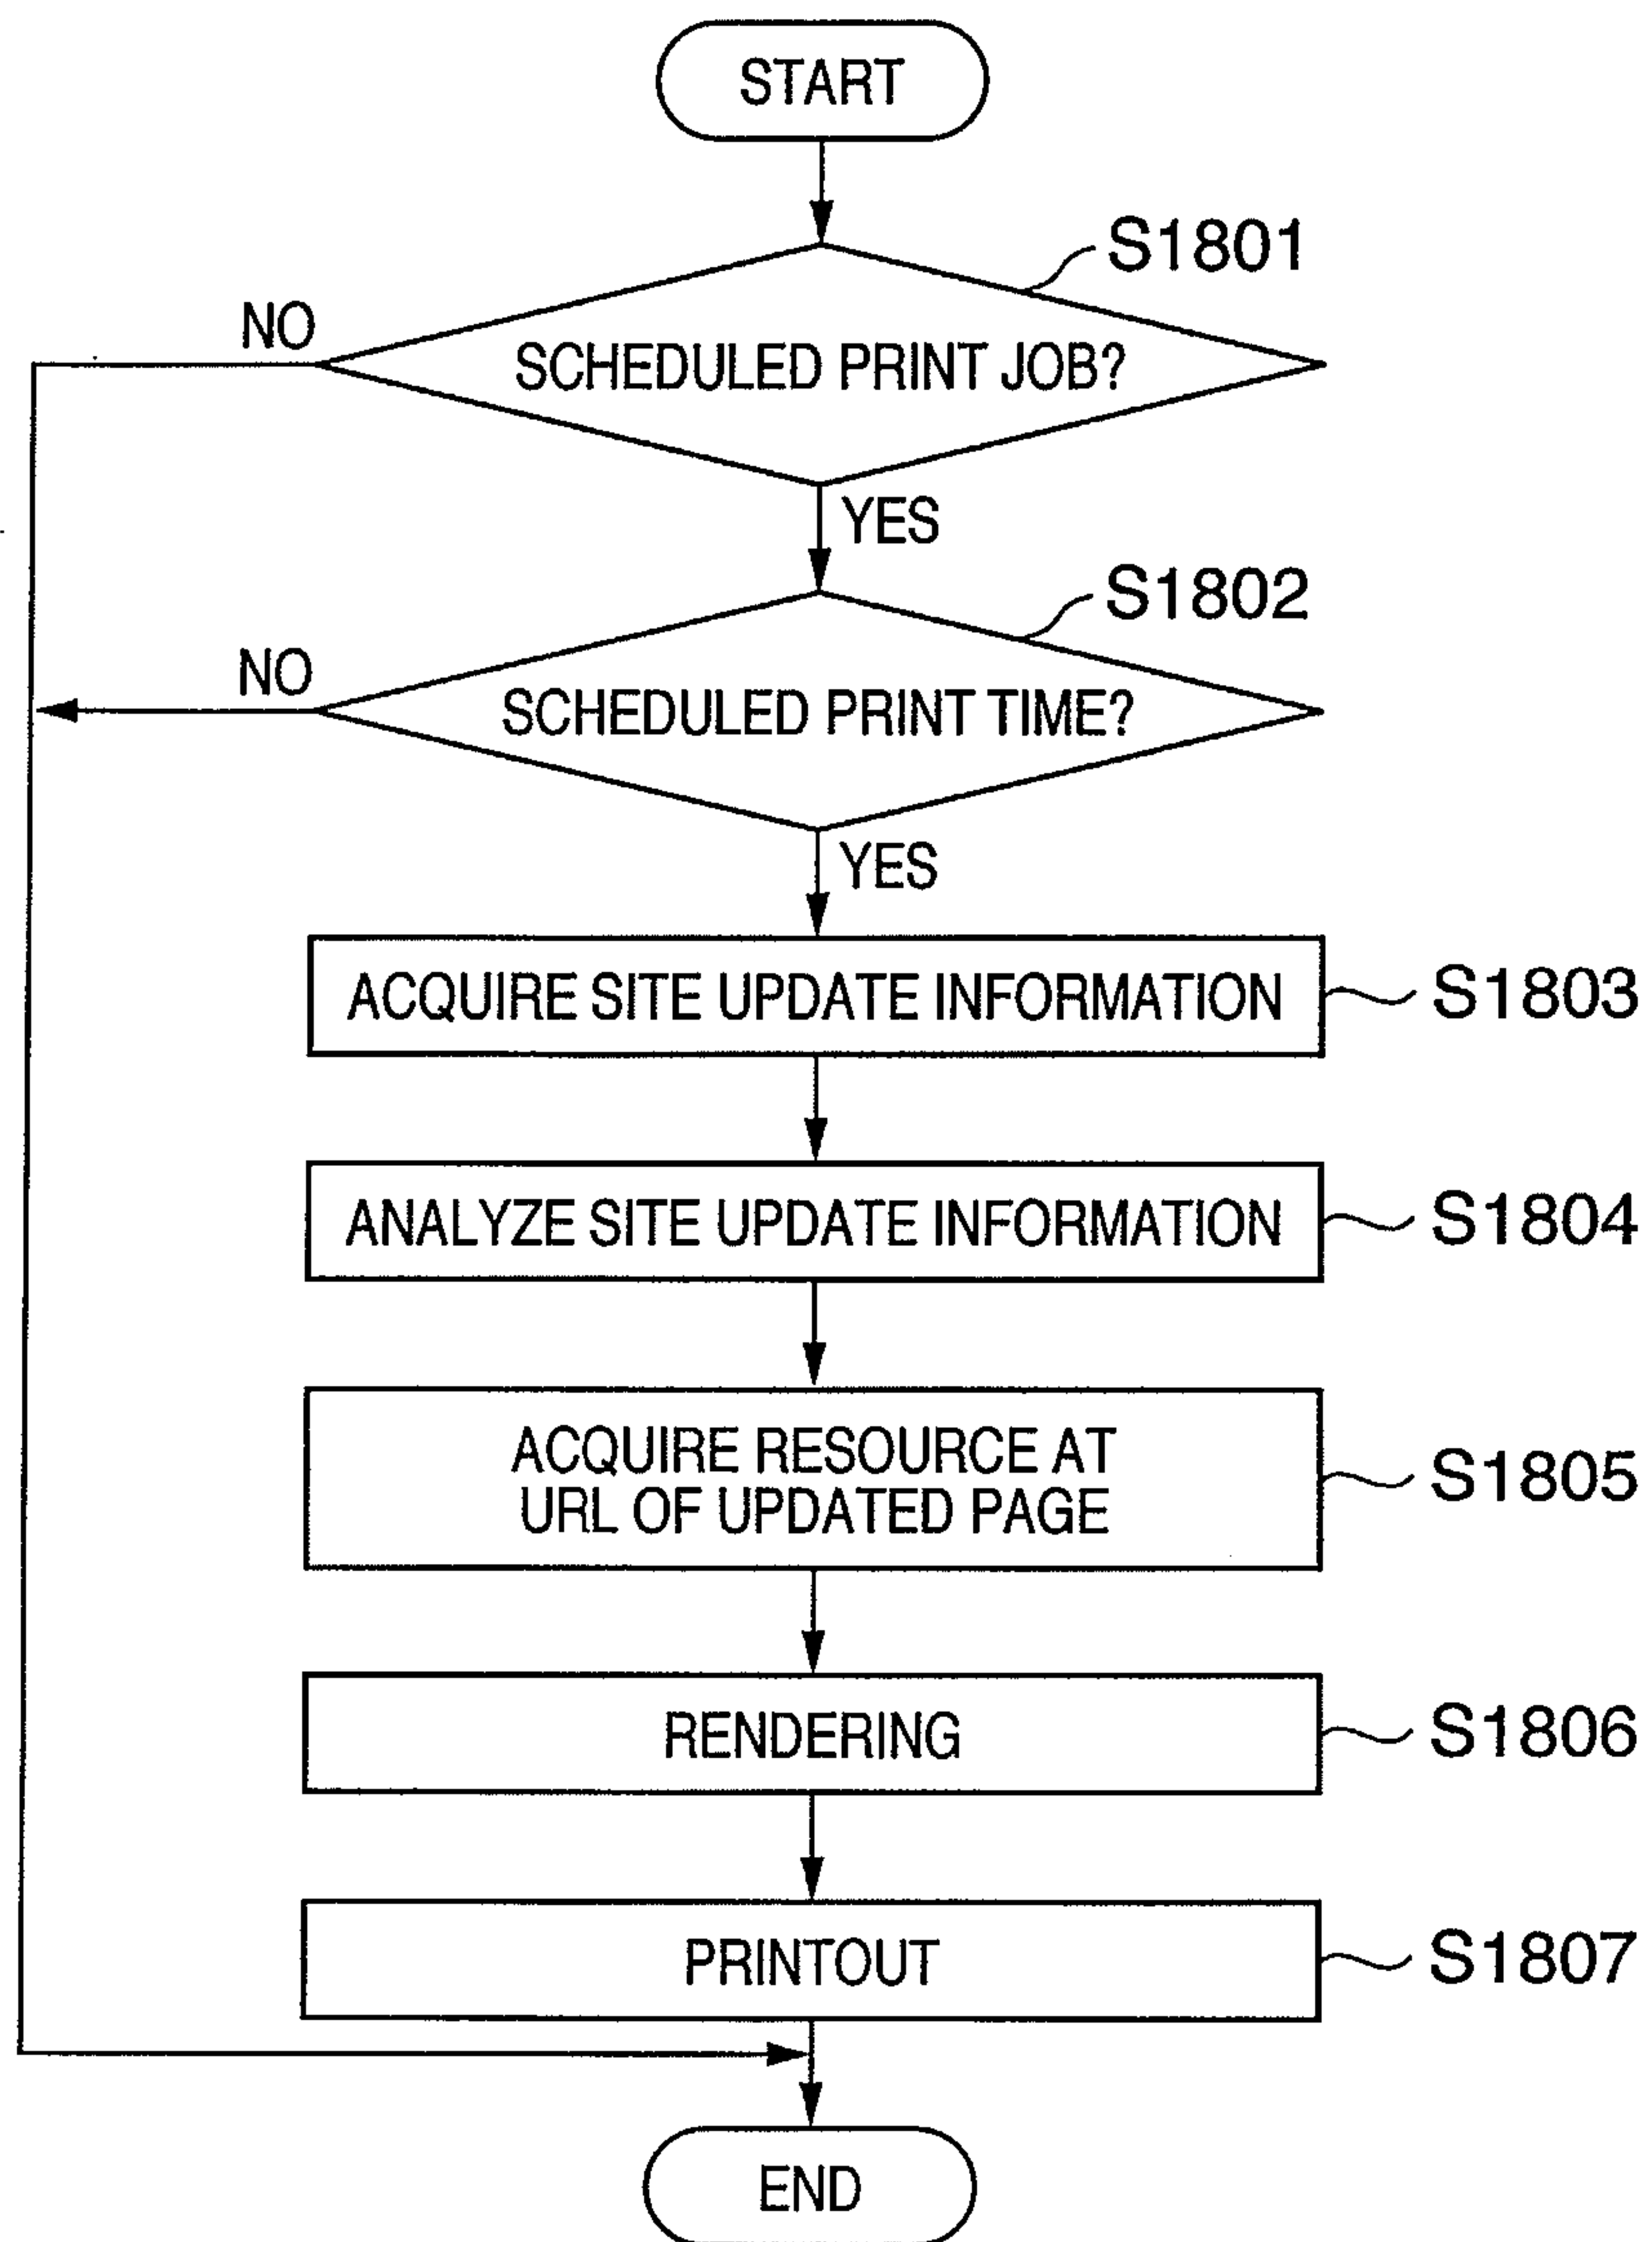 START
S1801
NO
SCHEDULED PRINT JOB?
YES
S1802
NO
SCHEDULED PRINT TIME?
YES
ACQUIRE SITE UPDATE INFORMATION
S1803
ANALYZE SITE UPDATE INFORMATION
S1804
ACQUIRE RESOURCE AT
URL OF UPDATED PAGE
S1805
RENDERING
S1806
PRINTOUT
S1807
END